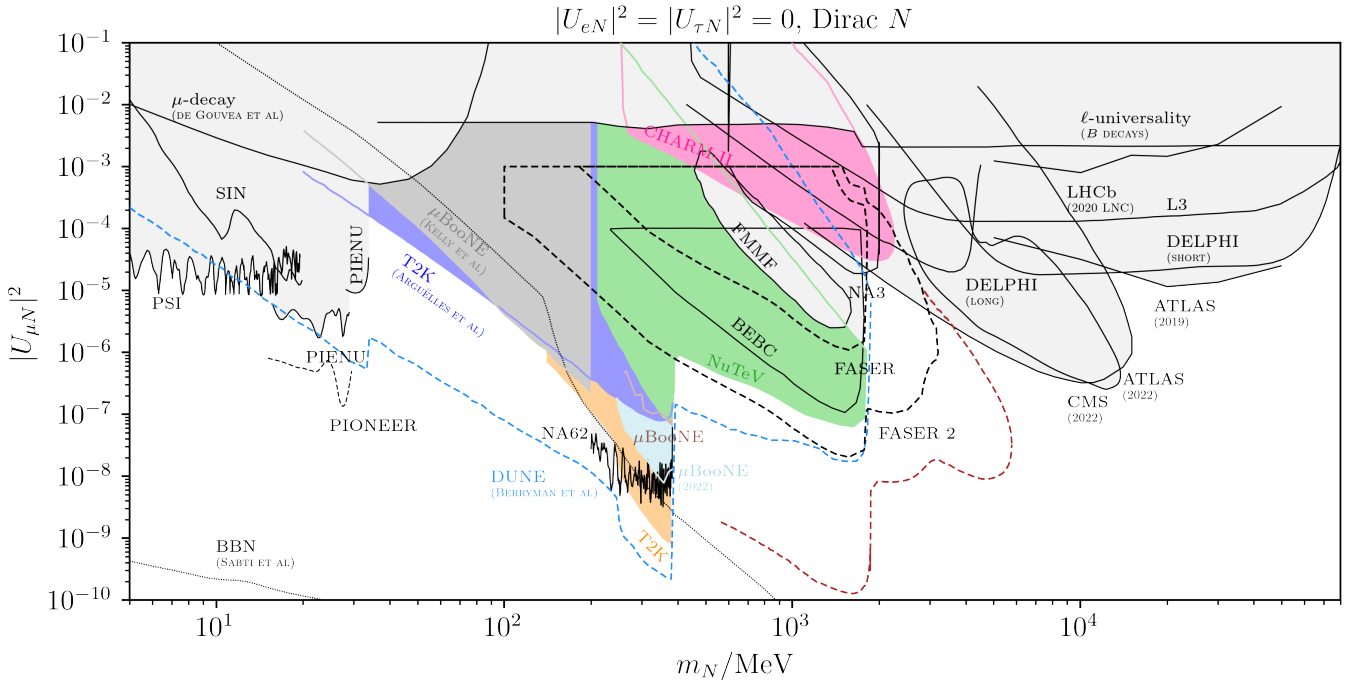 |U_{eN}|^2 = |U_{τN}|^2 = 0, Dirac N
|U_{μN}|^2
10^{-1}
10^{-2}
10^{-3}
10^{-4}
10^{-5}
10^{-6}
10^{-7}
10^{-8}
10^{-9}
10^{-10}
μ-decay
(DE GOUVEA ET AL)
SIN
PSI
PIENU
PIENU
PIONEER
μBooNE
(KELLY ET AL)
T2K
(ARGÜELLES ET AL)
CHARM II
FMMF
BEBC
NuTeV
NA3
FASER
FASER 2
ℓ-universality
(B DECAYS)
LHCb
(2020 LNC)
L3
DELPHI
(SHORT)
DELPHI
(LONG)
ATLAS
(2019)
ATLAS
(2022)
CMS
(2022)
NA62
μBooNE
μBooNE
(2022)
DUNE
(BERRYMAN ET AL)
T2K
BBN
(SABTI ET AL)
10^1
10^2
10^3
10^4
m_N/MeV